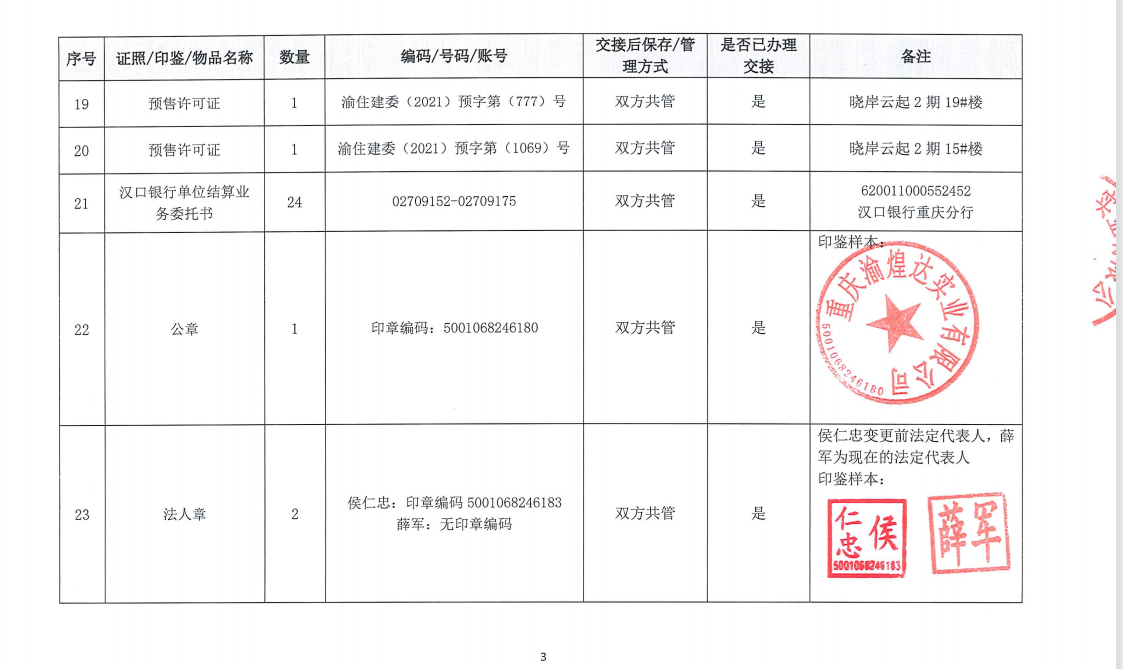 序号 证照/印鉴/物品名称 数量 编码/号码/账号 交接后保存/管理方式 是否已办理交接 备注
19 预售许可证 1 渝住建委（2021）预字第（777）号 双方共管 是 晓岸云起 2 期 19#楼
20 预售许可证 1 渝住建委（2021）预字第（1069）号 双方共管 是 晓岸云起 2 期 15#楼
21 汉口银行单位结算业务委托书 24 02709152-02709175 双方共管 是 620011000552452
汉口银行重庆分行
22 公章 1 印章编码：5001068246180 双方共管 是 印鉴样本：
重庆渝煌达实业有限公司
5001068246180
23 法人章 2 侯仁忠：印章编码 5001068246183
薛军：无印章编码
双方共管 是 侯仁忠变更前法定代表人，薛
军为现在的法定代表人
印鉴样本：
侯仁忠
5001068246183
薛军
3